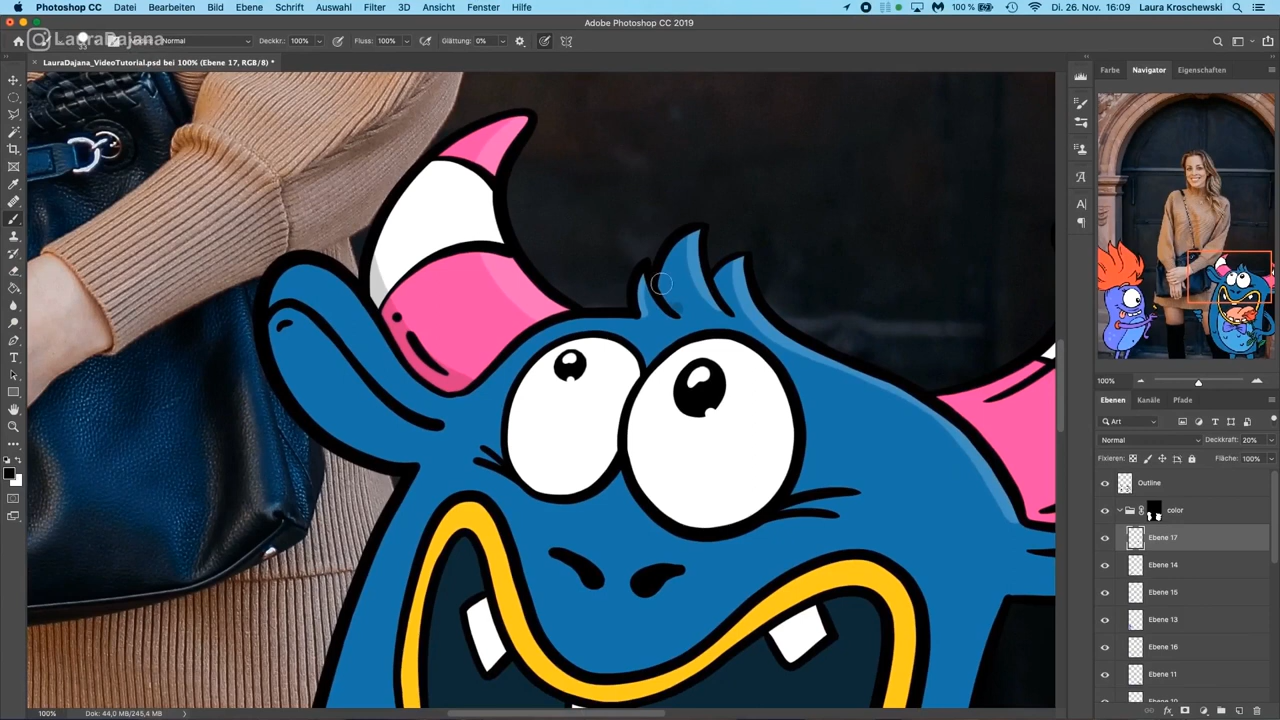 Photoshop CC Datei Bearbeiten Bild Ebene Schrift Auswahl Filter 3D Ansicht Fenster Hilfe 100 % Di. 26. Nov. 16:09 Laura Kroschewski
Adobe Photoshop CC 2019
LauraDajana Normal Deckkr.: 100% Fluss: 100% Glättung: 0%
× LauraDajana_VideoTutorial.psd bei 100% (Ebene 17, RGB/8) *
Farbe Navigator Eigenschaften
100%
Ebenen Kanäle Pfade
Art
Normal Deckkraft: 20%
Fixieren: Fläche: 100%
Outline
color
Ebene 17
Ebene 14
Ebene 15
Ebene 13
Ebene 16
Ebene 11
Ebene 10
100% Dok: 44,0 MB/245,4 MB